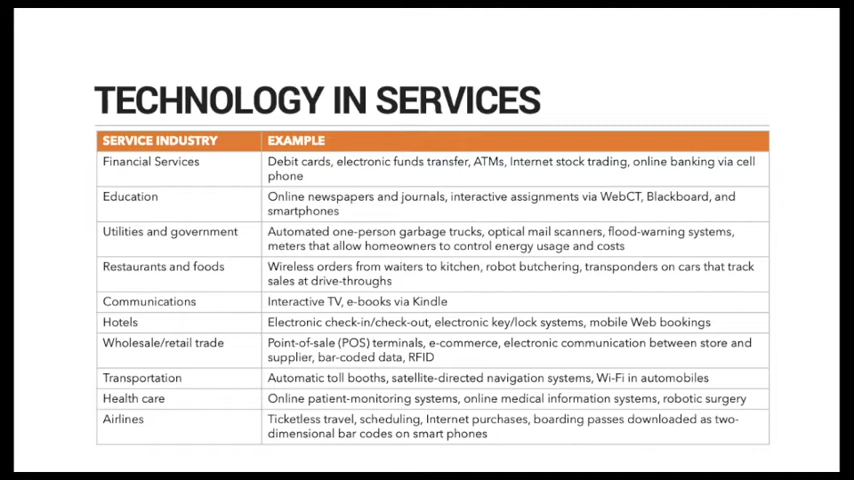 TECHNOLOGY IN SERVICES
SERVICE INDUSTRY EXAMPLE
Financial Services Debit cards, electronic funds transfer, ATMs, Internet stock trading, online banking via cell
phone
Education Online newspapers and journals, interactive assignments via WebCT, Blackboard, and
smartphones
Utilities and government Automated one-person garbage trucks, optical mail scanners, flood-warning systems,
meters that allow homeowners to control energy usage and costs
Restaurants and foods Wireless orders from waiters to kitchen, robot butchering, transponders on cars that track
sales at drive-throughs
Communications Interactive TV, e-books via Kindle
Hotels Electronic check-in/check-out, electronic key/lock systems, mobile Web bookings
Wholesale/retail trade Point-of-sale (POS) terminals, e-commerce, electronic communication between store and
supplier, bar-coded data, RFID
Transportation Automatic toll booths, satellite-directed navigation systems, Wi-Fi in automobiles
Health care Online patient-monitoring systems, online medical information systems, robotic surgery
Airlines Ticketless travel, scheduling, Internet purchases, boarding passes downloaded as two-
dimensional bar codes on smart phones